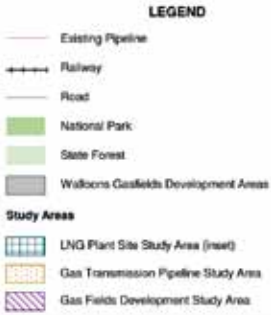 LEGEND
Existing Pipeline
Railway
Road
National Park
State Forest
Walloons Gasfields Development Areas
Study Areas
LNG Plant Site Study Area (inset)
Gas Transmission Pipeline Study Area
Gas Fields Development Study Area